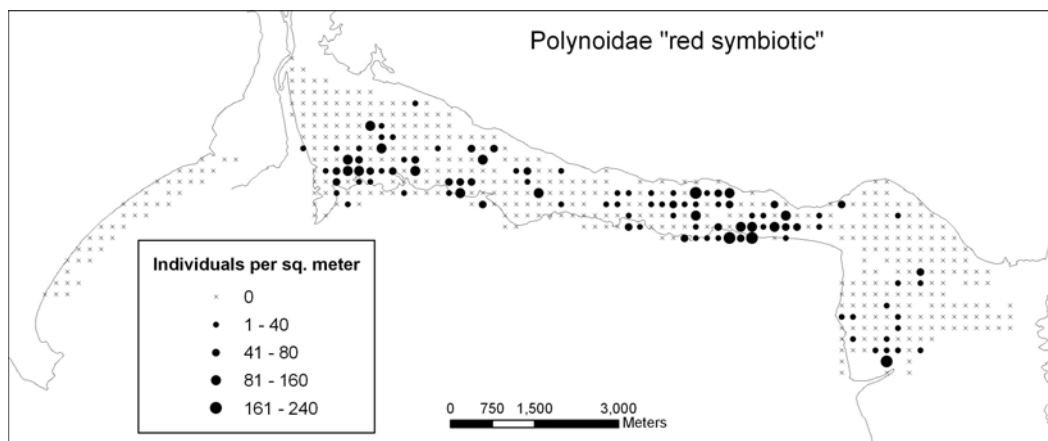 Polynoidae "red symbiotic"
Individuals per sq. meter
0
1 - 40
41 - 80
81 - 160
161 - 240
0 750 1,500 3,000
Meters